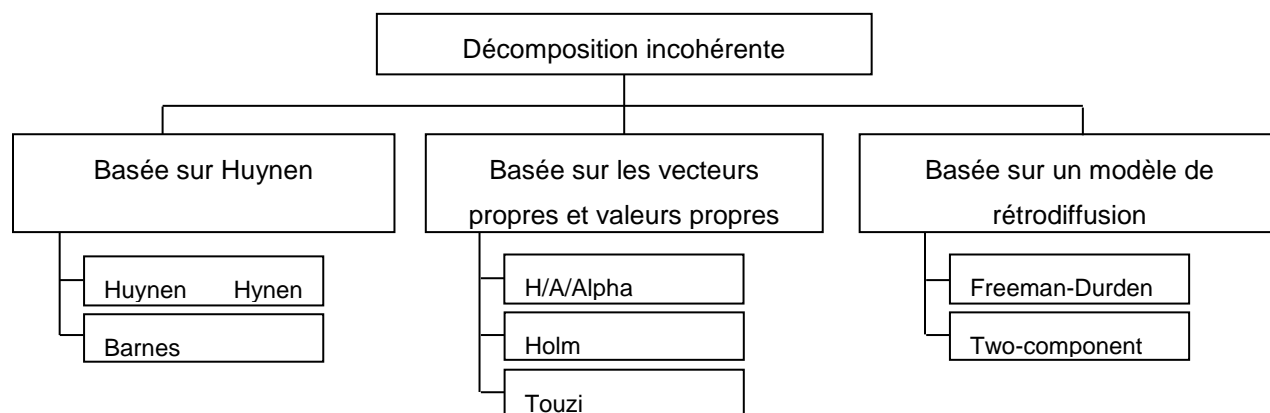 Décomposition incohérente
Basée sur Huynen
Huynen Hynen
Barnes
Basée sur les vecteurs
propres et valeurs propres
H/A/Alpha
Holm
Touzi
Basée sur un modèle de
rétrodiffusion
Freeman-Durden
Two-component